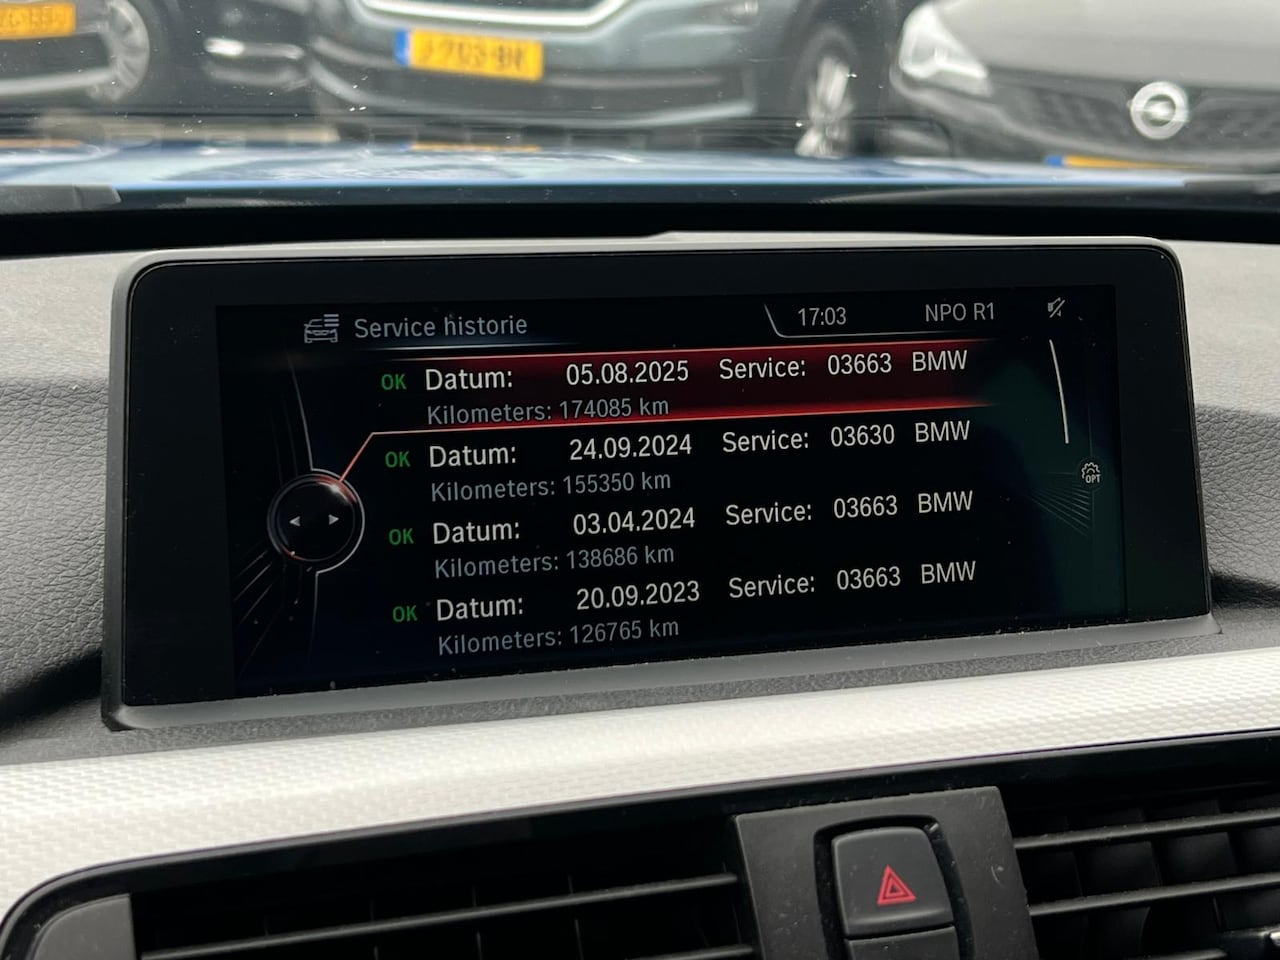 Service historie 17:03 NPO R1
OK Datum: 05.08.2025 Service: 03663 BMW
Kilometers: 174085 km
OK Datum: 24.09.2024 Service: 03630 BMW
Kilometers: 155350 km
OK Datum: 03.04.2024 Service: 03663 BMW
Kilometers: 138686 km
OK Datum: 20.09.2023 Service: 03663 BMW
Kilometers: 126765 km
OPT